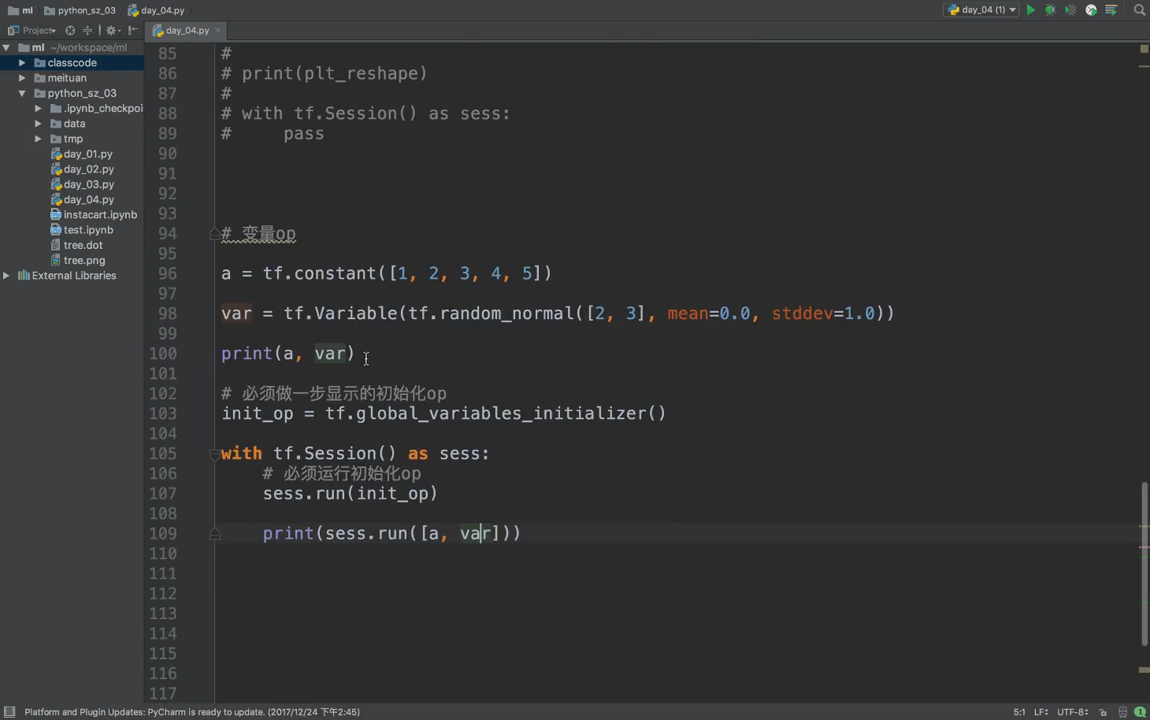 ml python_sz_03 day_04.py day_04 (1)
Project day_04.py
ml ~/workspace/ml
classcode
meituan
python_sz_03
.ipynb_checkpoi
data
tmp
day_01.py
day_02.py
day_03.py
day_04.py
instacart.ipynb
test.ipynb
tree.dot
tree.png
External Libraries
85 #
86 # print(plt_reshape)
87 #
88 # with tf.Session() as sess:
89 #     pass
90
91
92
93
94 # 变量op
95
96 a = tf.constant([1, 2, 3, 4, 5])
97
98 var = tf.Variable(tf.random_normal([2, 3], mean=0.0, stddev=1.0))
99
100 print(a, var)
101
102 # 必须做一步显示的初始化op
103 init_op = tf.global_variables_initializer()
104
105 with tf.Session() as sess:
106     # 必须运行初始化op
107     sess.run(init_op)
108
109     print(sess.run([a, var]))
110
111
112
113
114
115
116
117
Platform and Plugin Updates: PyCharm is ready to update. (2017/12/24 下午2:45) 5:1 LF÷ UTF-8÷ 1